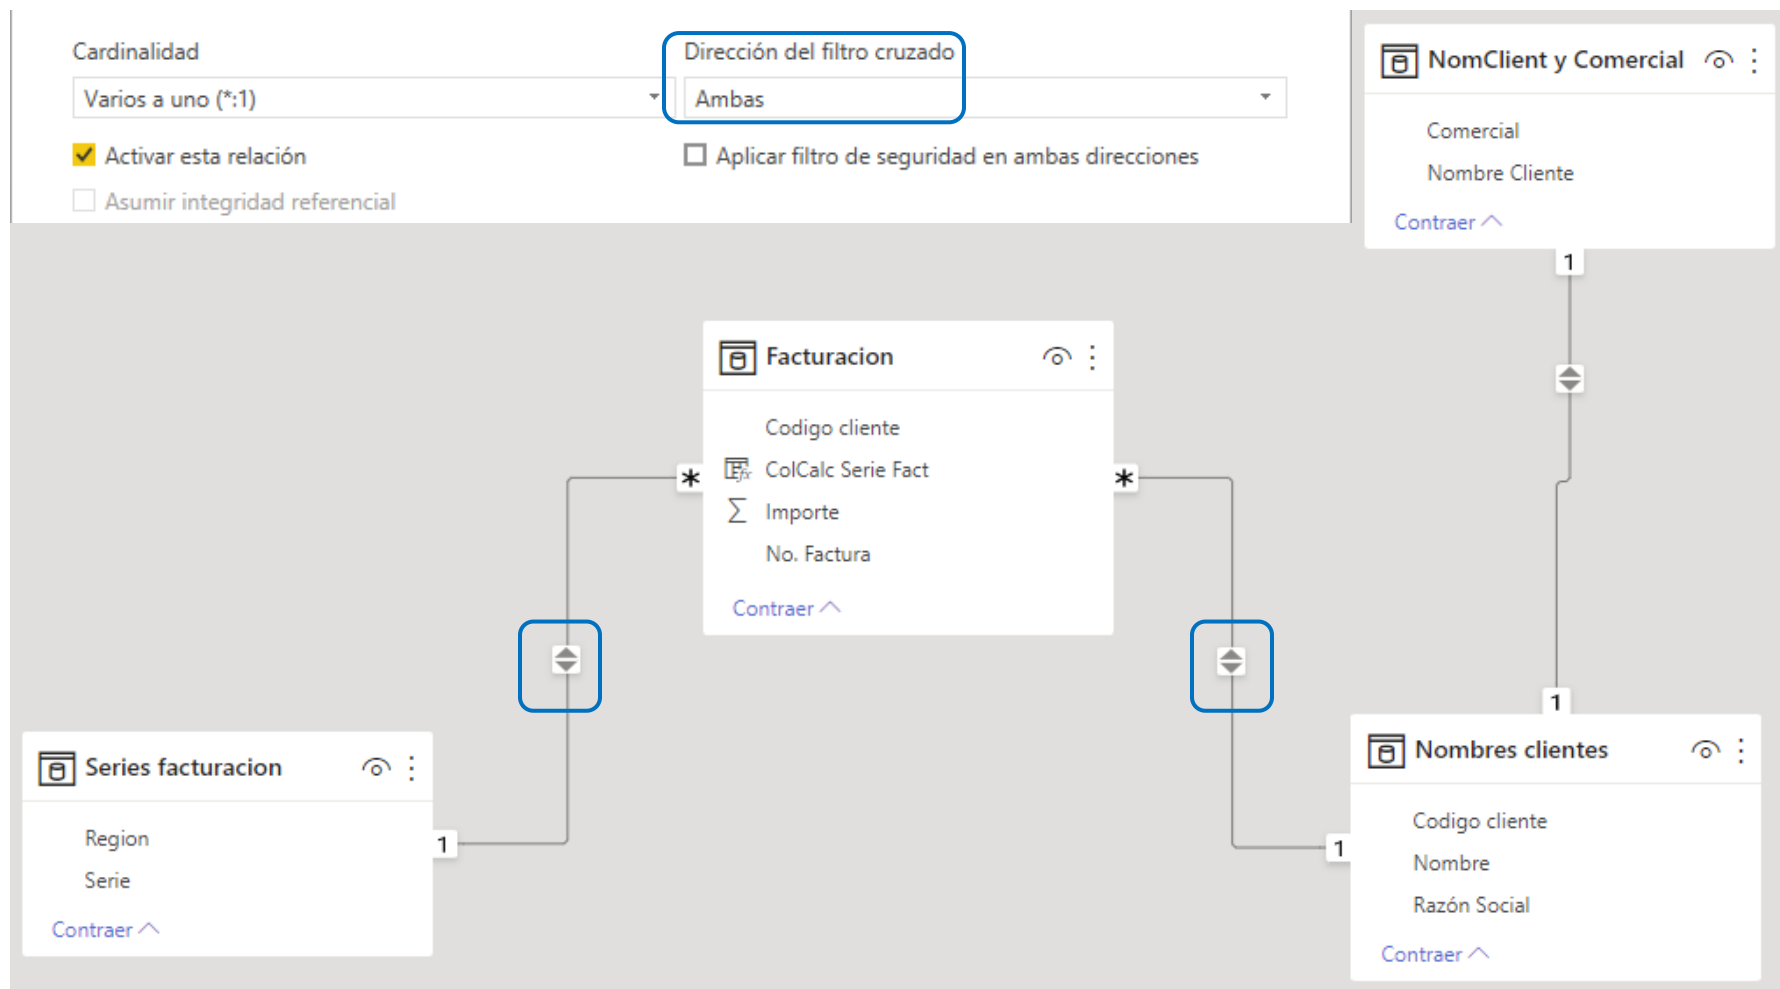 Cardinalidad
Varios a uno (*:1)
Activar esta relación
Asumir integridad referencial
Dirección del filtro cruzado
Ambas
Aplicar filtro de seguridad en ambas direcciones
NomClient y Comercial
Comercial
Nombre Cliente
Contraer
1
Facturacion
Codigo cliente
ColCalc Serie Fact
Importe
No. Factura
Contraer
*
*
Series facturacion
Region
Serie
Contraer
1
1
1
Nombres clientes
Codigo cliente
Nombre
Razón Social
Contraer